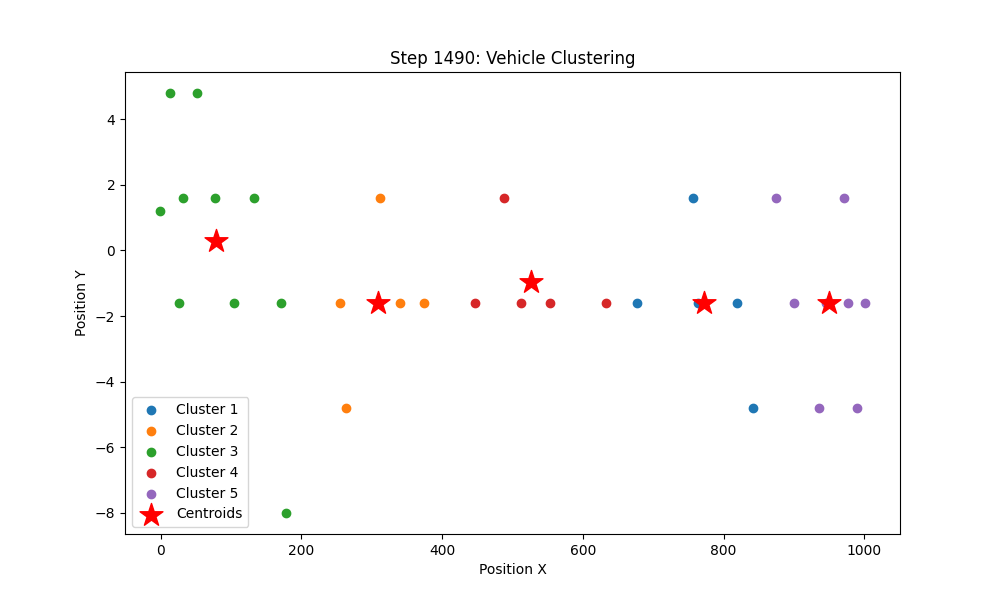 Step 1490: Vehicle Clustering
4
2
0
−2
−4
−6
−8
Position Y
Cluster 1
Cluster 2
Cluster 3
Cluster 4
Cluster 5
Centroids
0 200 400 600 800 1000
Position X